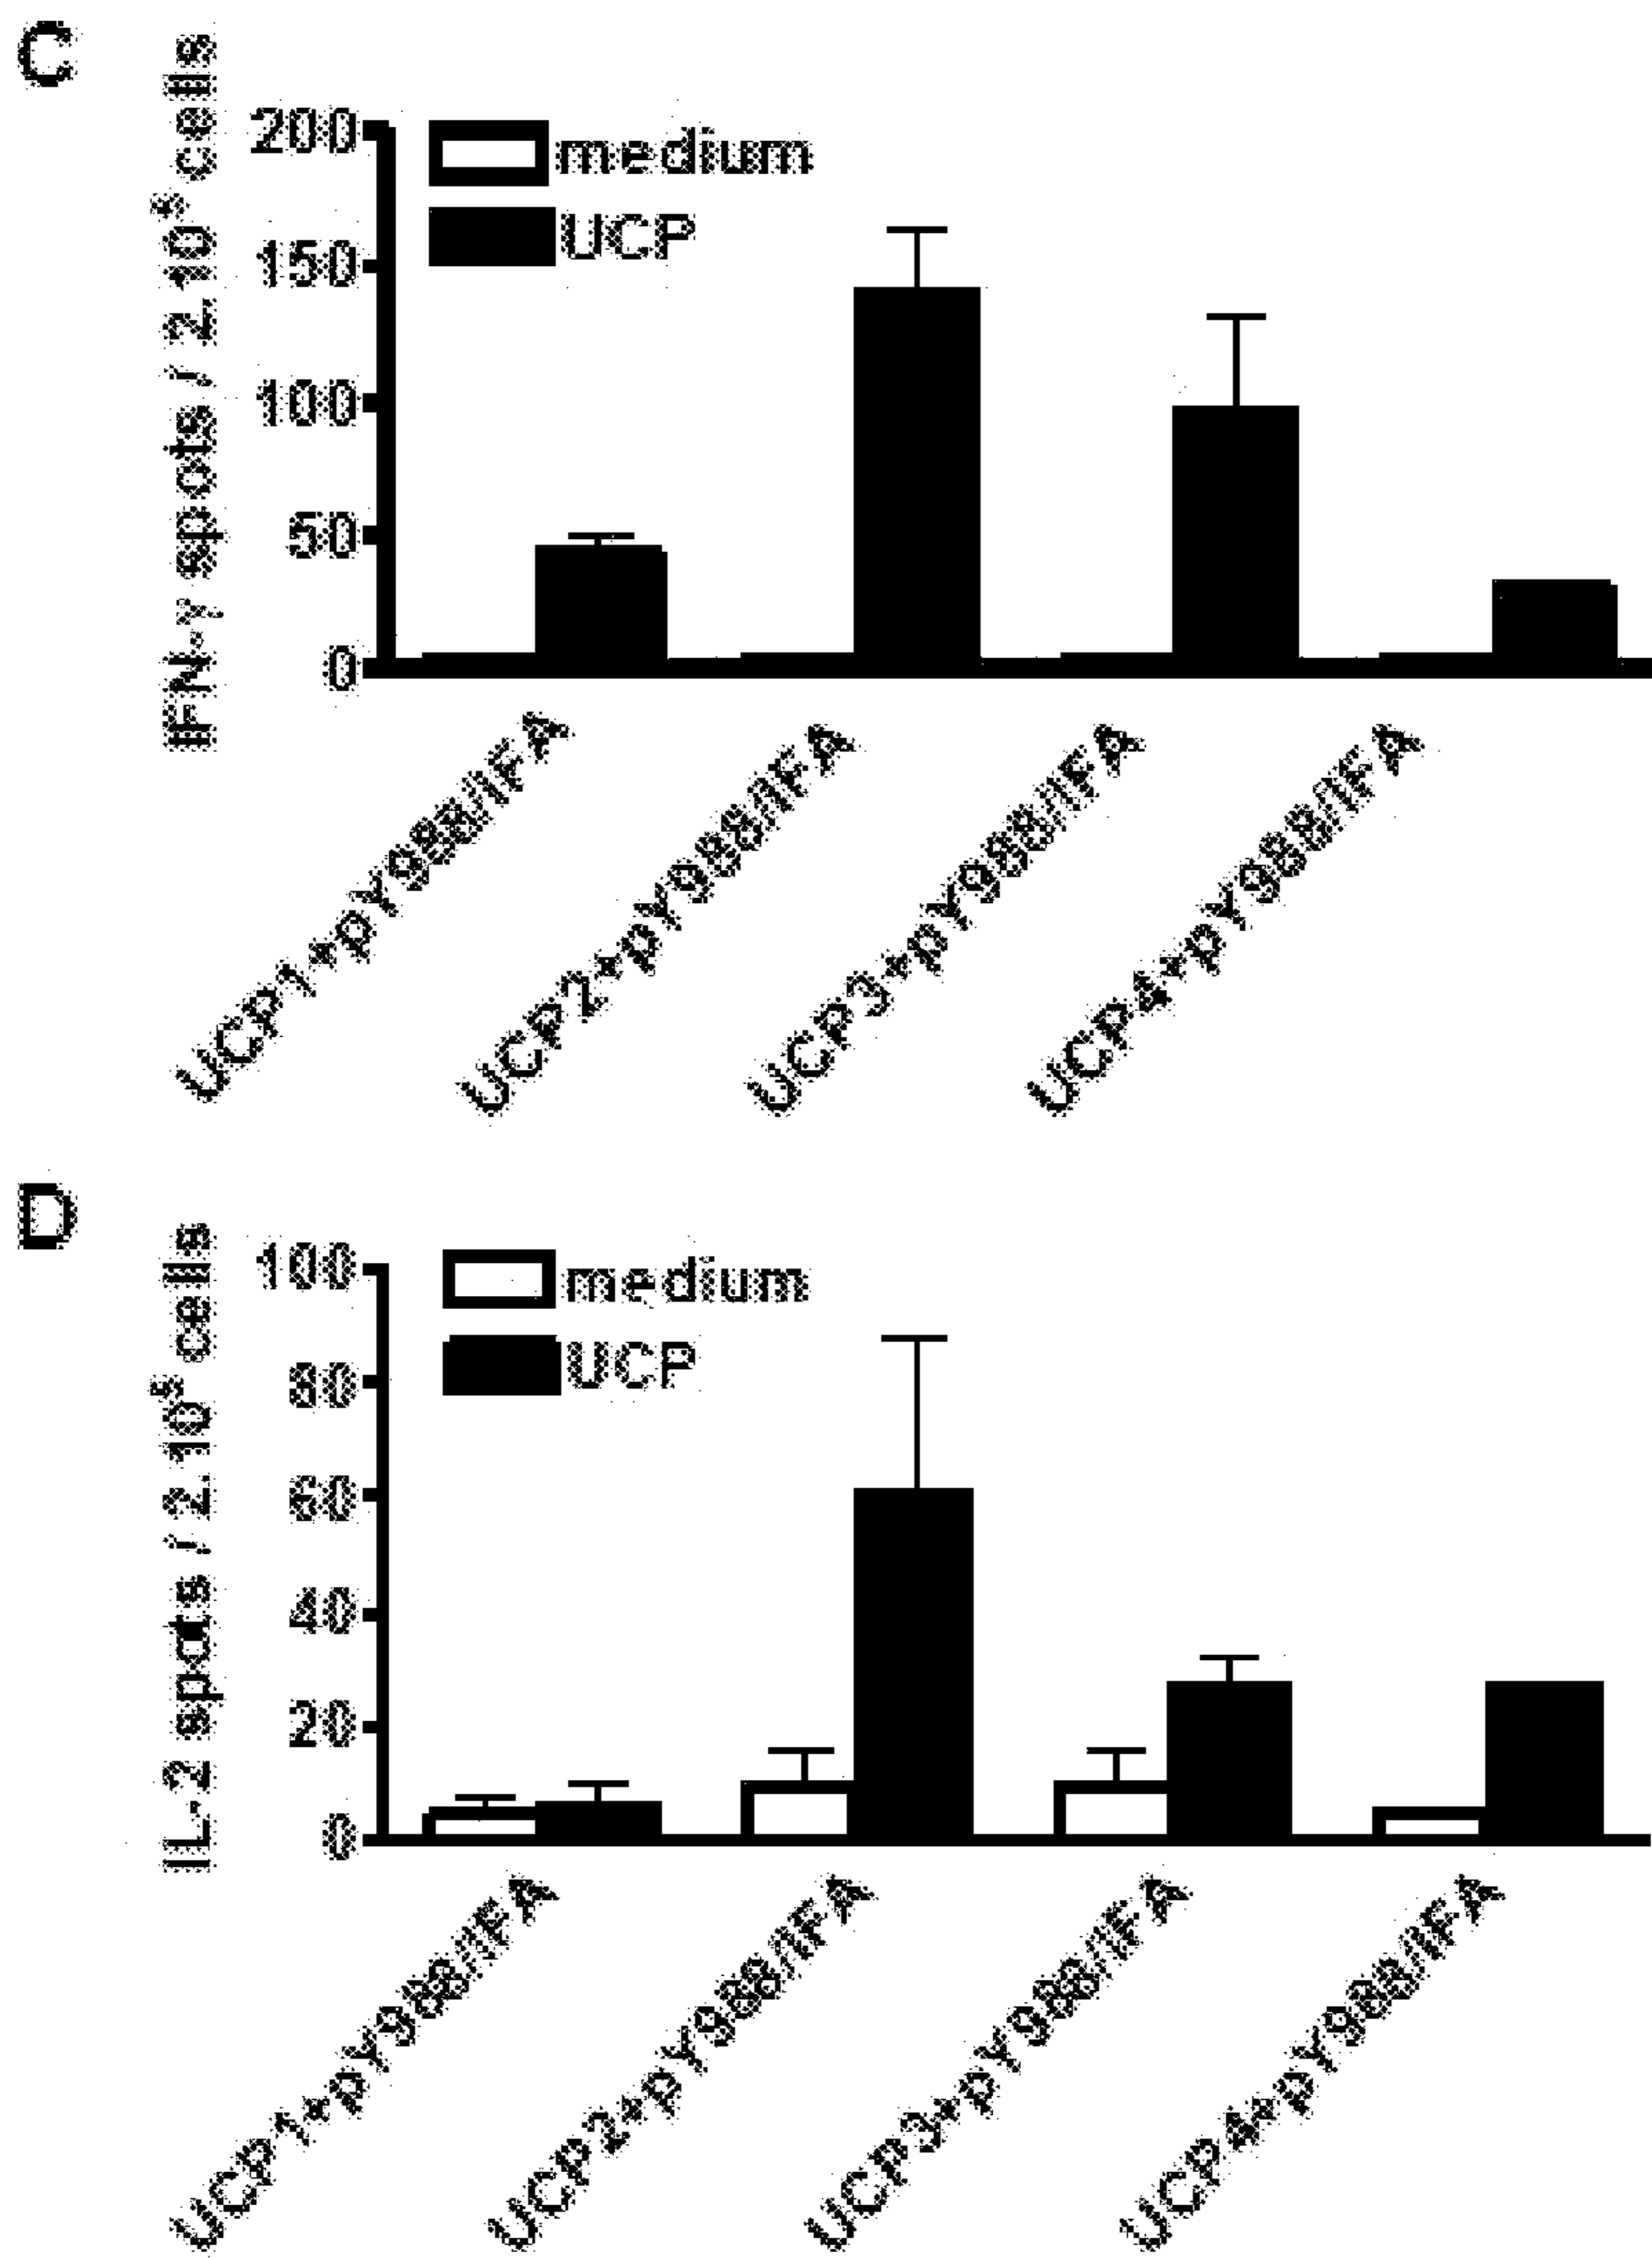 C
IFN-γ spots / 2.10⁵ cells
200
150
100
50
0
medium
UCP
UCP1+pY988/IFA
UCP2+pY988/IFA
UCP3+pY988/IFA
UCP4+pY988/IFA
D
IL-2 spots / 2.10⁵ cells
100
80
60
40
20
0
medium
UCP
UCP1+pY988/IFA
UCP2+pY988/IFA
UCP3+pY988/IFA
UCP4+pY988/IFA